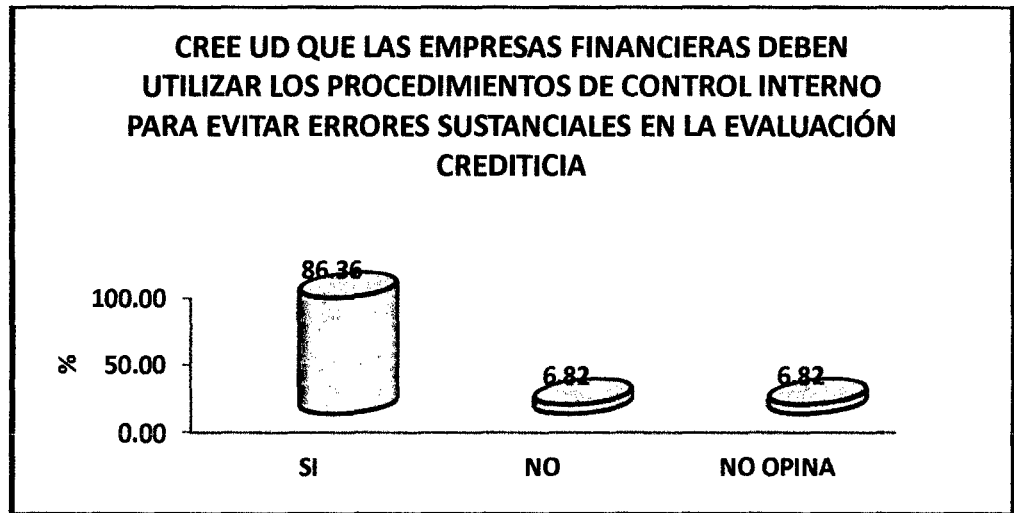 CREE UD QUE LAS EMPRESAS FINANCIERAS DEBEN
UTILIZAR LOS PROCEDIMIENTOS DE CONTROL INTERNO
PARA EVITAR ERRORES SUSTANCIALES EN LA EVALUACIÓN
CREDITICIA
86.36
100.00
6.82
6.82
50.00
%
0.00
SI
NO
NO OPINA